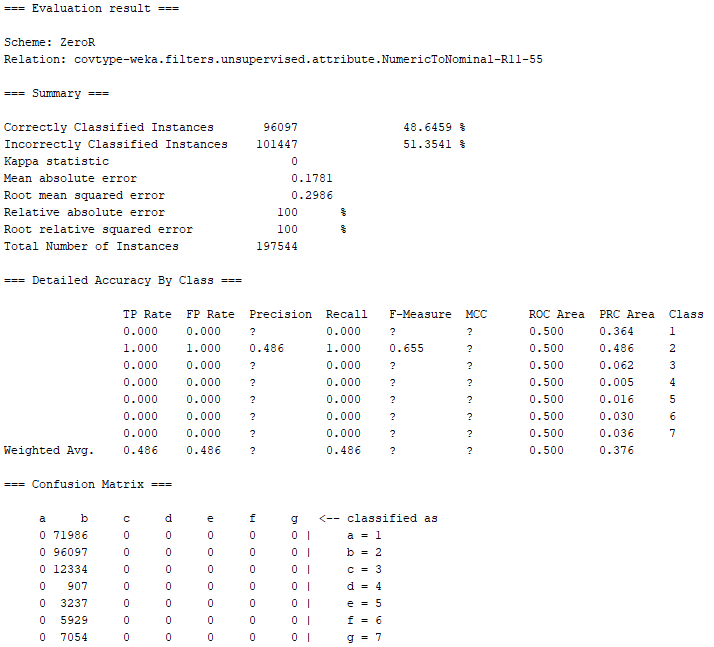 === Evaluation result ===
Scheme: ZeroR
Relation: covtype-weka.filters.unsupervised.attribute.NumericToNominal-R11-55
=== Summary ===
Correctly Classified Instances 96097 48.6459 %
Incorrectly Classified Instances 101447 51.3541 %
Kappa statistic 0
Mean absolute error 0.1781
Root mean squared error 0.2986
Relative absolute error 100 %
Root relative squared error 100 %
Total Number of Instances 197544
=== Detailed Accuracy By Class ===
TP Rate FP Rate Precision Recall F-Measure MCC ROC Area PRC Area Class
0.000 0.000 ? 0.000 ? ? 0.500 0.364 1
1.000 1.000 0.486 1.000 0.655 ? 0.500 0.486 2
0.000 0.000 ? 0.000 ? ? 0.500 0.062 3
0.000 0.000 ? 0.000 ? ? 0.500 0.005 4
0.000 0.000 ? 0.000 ? ? 0.500 0.016 5
0.000 0.000 ? 0.000 ? ? 0.500 0.030 6
0.000 0.000 ? 0.000 ? ? 0.500 0.036 7
Weighted Avg. 0.486 0.486 ? 0.486 ? ? 0.500 0.376
=== Confusion Matrix ===
a b c d e f g <-- classified as
0 71986 0 0 0 0 0 | a = 1
0 96097 0 0 0 0 0 | b = 2
0 12334 0 0 0 0 0 | c = 3
0 907 0 0 0 0 0 | d = 4
0 3237 0 0 0 0 0 | e = 5
0 5929 0 0 0 0 0 | f = 6
0 7054 0 0 0 0 0 | g = 7